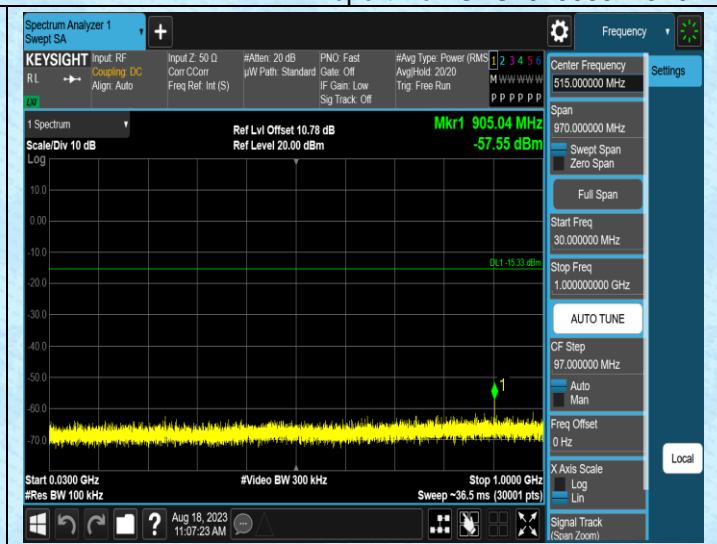 Spectrum Analyzer 1
Swept SA
Frequency
KEYSIGHT
R L
LXI
Input: RF
Coupling: DC
Align: Auto
Input Z: 50 Ω
Corr CCorr
Freq Ref: Int (S)
#Atten: 20 dB
µW Path: Standard
PNO: Fast
Gate: Off
IF Gain: Low
Sig Track: Off
#Avg Type: Power (RMS
Avg|Hold: 20/20
Trig: Free Run
1 2 3 4 5 6
M W W W W W
P P P P P P
Settings
1 Spectrum
Scale/Div 10 dB
Log
Ref Lvl Offset 10.78 dB
Ref Level 20.00 dBm
Mkr1 905.04 MHz
-57.55 dBm
10.0
0.00
-10.0
DL1 -15.33 dBm
-20.0
-30.0
-40.0
-50.0
1
-60.0
-70.0
Start 0.0300 GHz
#Res BW 100 kHz
#Video BW 300 kHz
Stop 1.0000 GHz
Sweep ~36.5 ms (30001 pts)
Center Frequency
515.000000 MHz
Span
970.000000 MHz
Swept Span
Zero Span
Full Span
Start Freq
30.000000 MHz
Stop Freq
1.000000000 GHz
AUTO TUNE
CF Step
97.000000 MHz
Auto
Man
Freq Offset
0 Hz
X Axis Scale
Log
Lin
Signal Track
(Span Zoom)
Local
?
Aug 18, 2023
11:07:23 AM